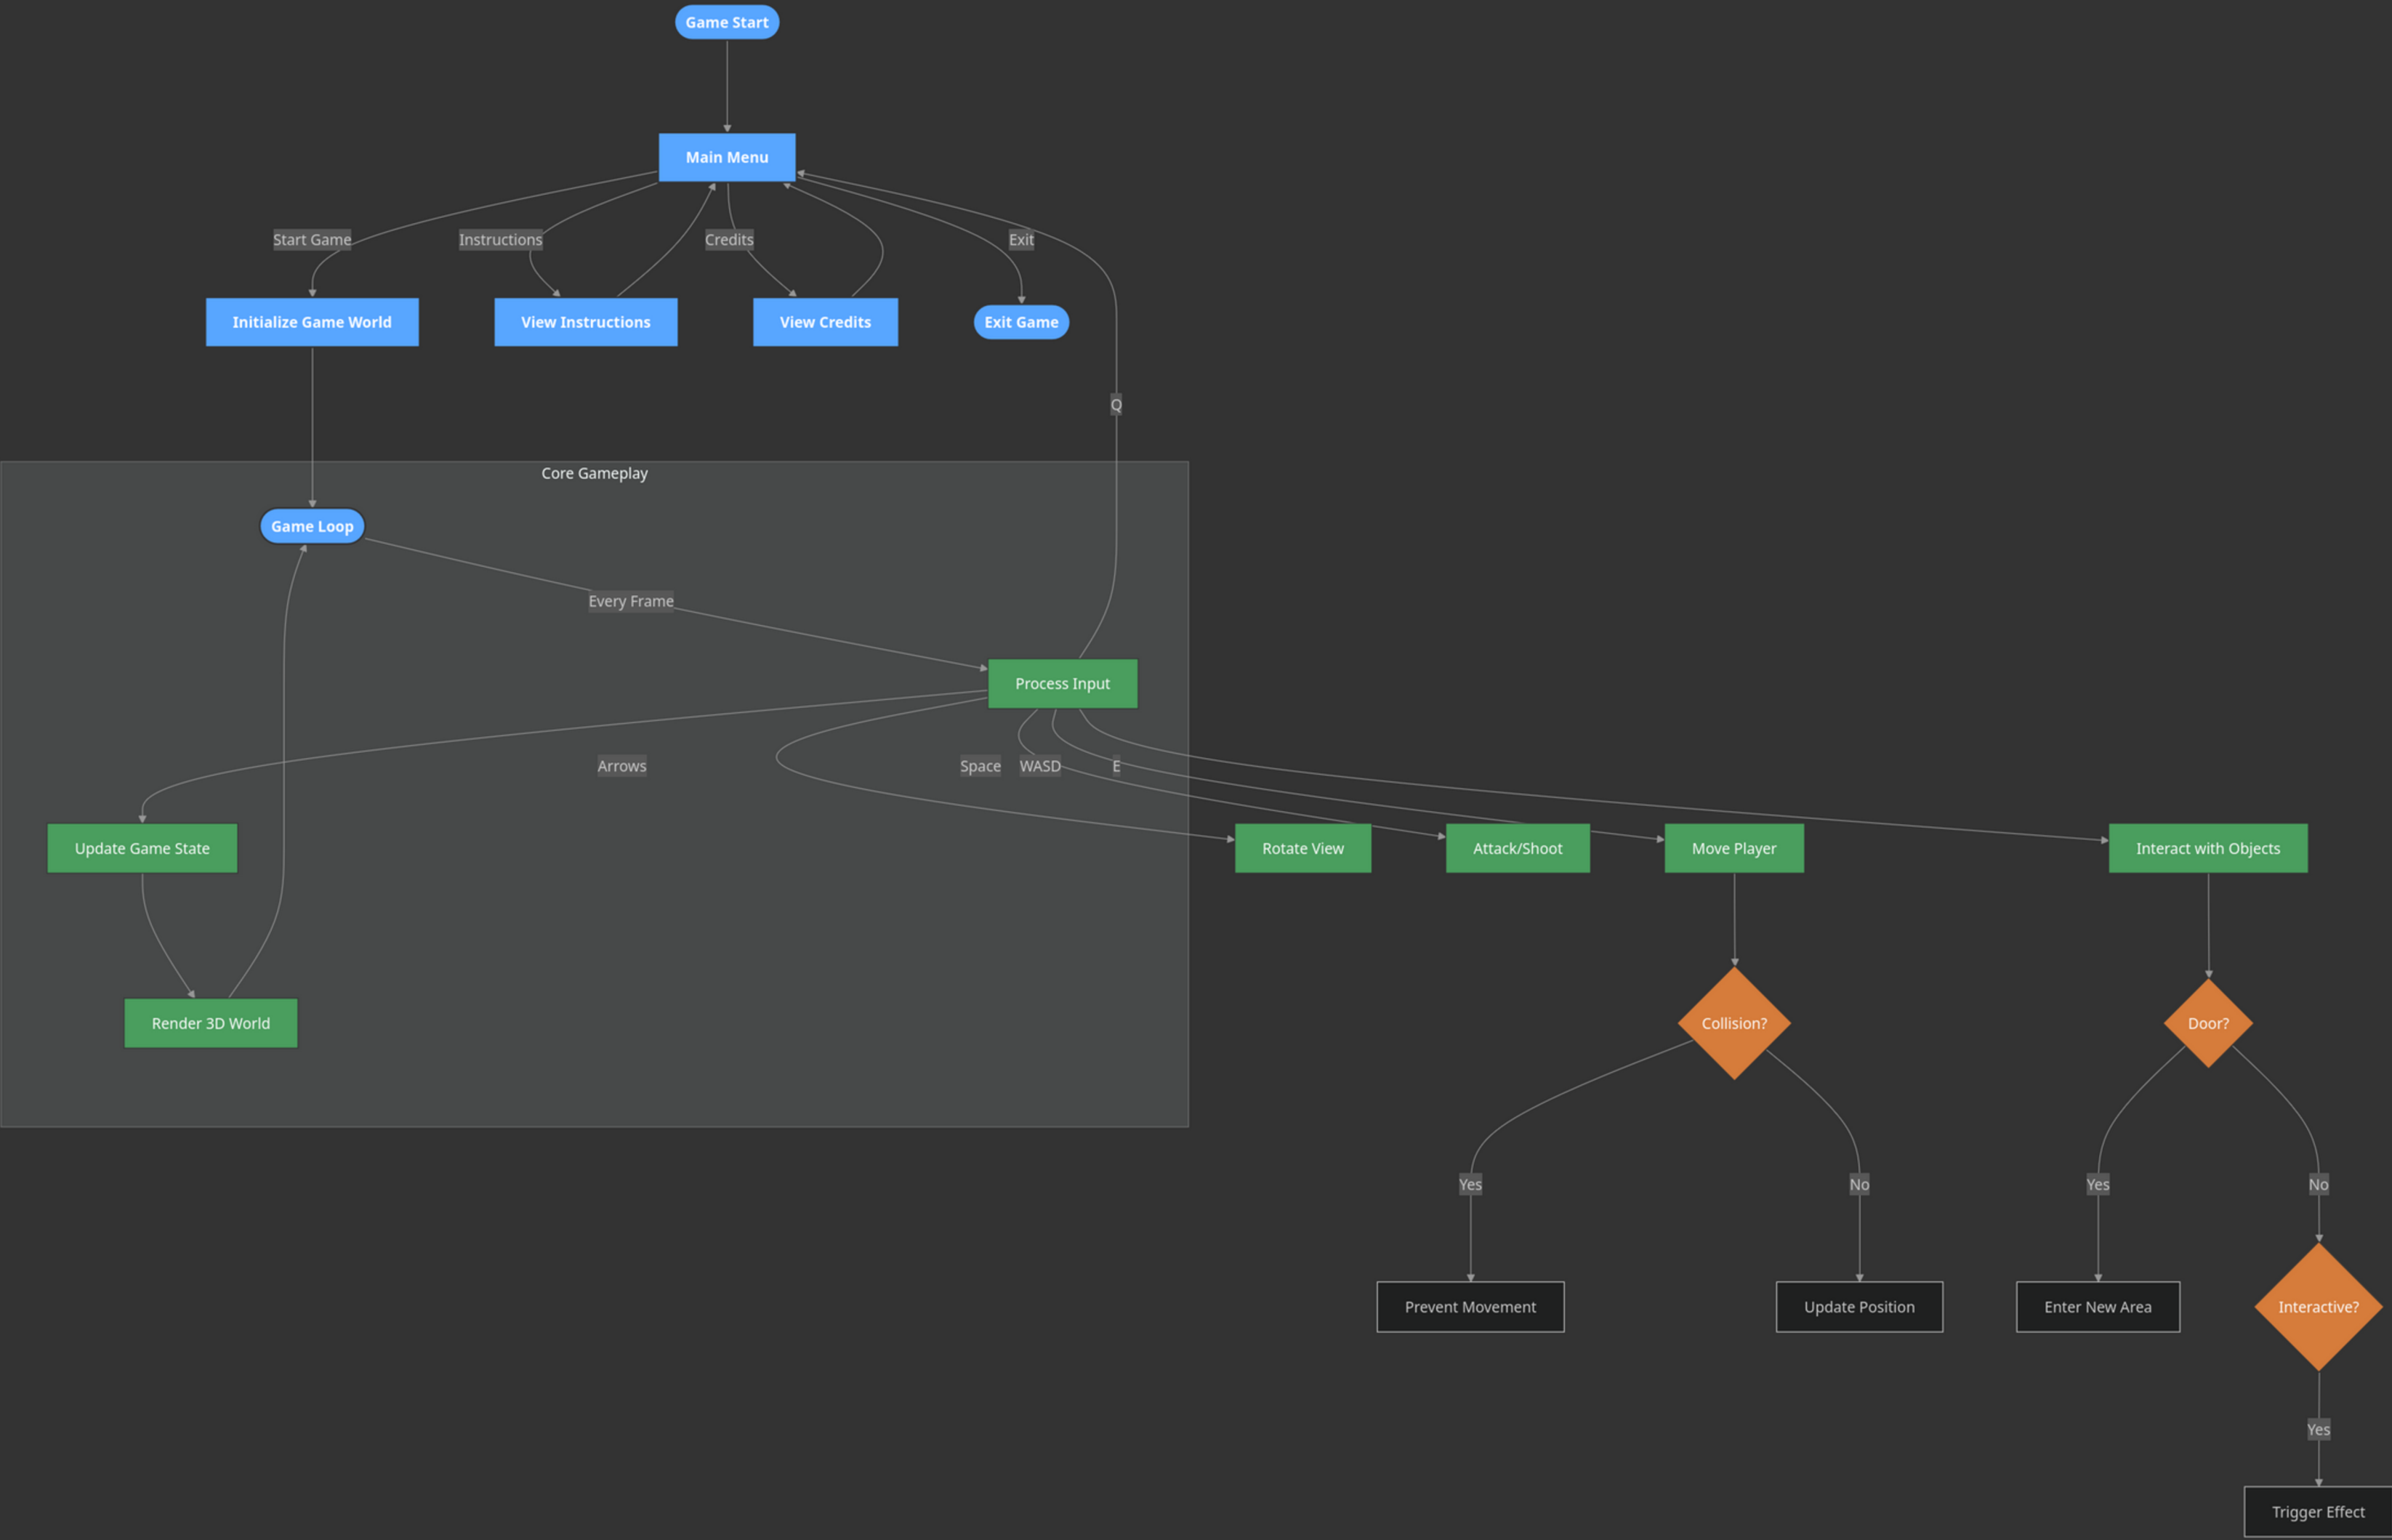 Game Start
Main Menu
Start Game
Instructions
Credits
Exit
Initialize Game World
View Instructions
View Credits
Exit Game
Q
Core Gameplay
Game Loop
Every Frame
Process Input
Arrows
Space
WASD
E
Update Game State
Rotate View
Attack/Shoot
Move Player
Interact with Objects
Render 3D World
Collision?
Door?
Yes
No
Yes
No
Prevent Movement
Update Position
Enter New Area
Interactive?
Yes
Trigger Effect